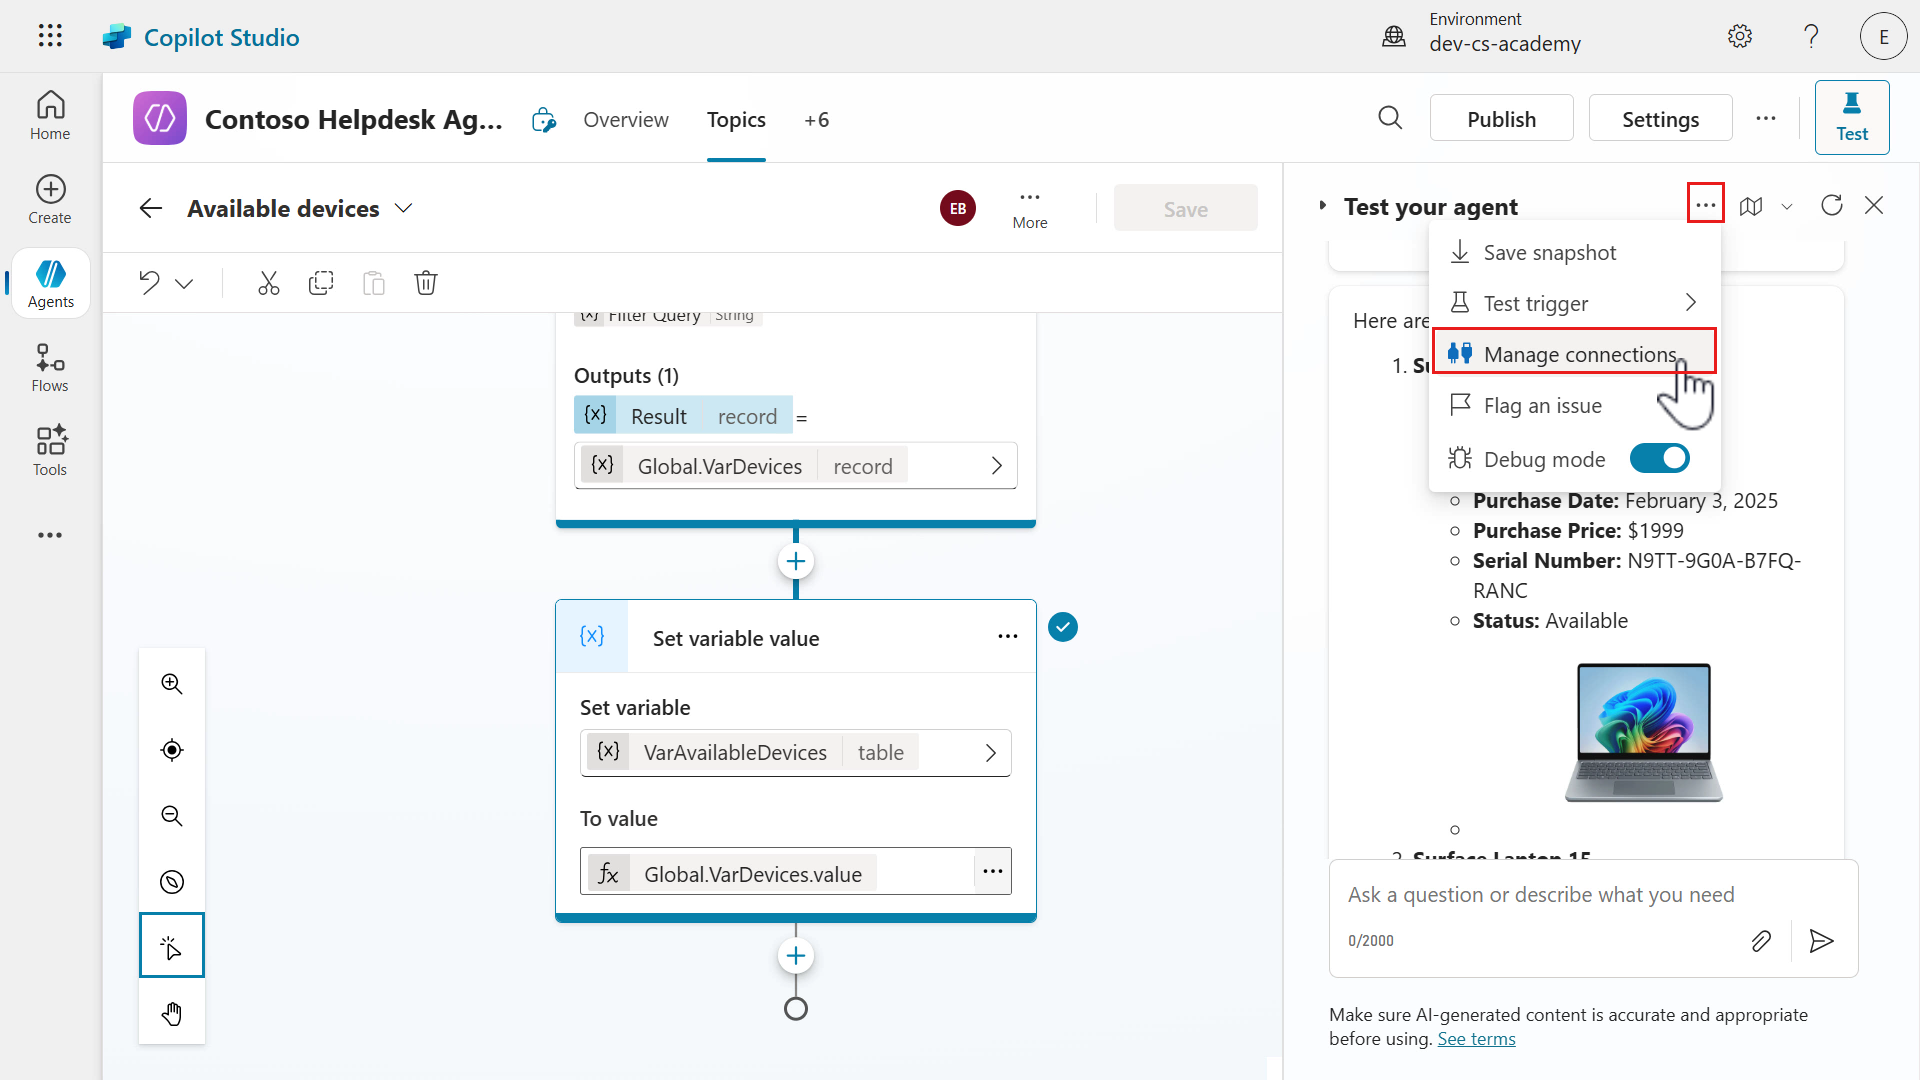 Copilot Studio
Environment
dev-cs-academy
E
Home
Create
Agents
Flows
Tools
Contoso Helpdesk Ag...
Overview
Topics
+6
Publish
Settings
Test
Available devices
EB
More
Save
{x} Filter Query String
Outputs (1)
{x} Result record =
{x} Global.VarDevices record
{x} Set variable value
Set variable
{x} VarAvailableDevices table
To value
fx Global.VarDevices.value
Test your agent
Save snapshot
Test trigger
Manage connections
Flag an issue
Debug mode
Here are
1. Su
Purchase Date: February 3, 2025
Purchase Price: $1999
Serial Number: N9TT-9G0A-B7FQ-
RANC
Status: Available
2. Surface Laptop 15
Ask a question or describe what you need
0/2000
Make sure AI-generated content is accurate and appropriate
before using. See terms